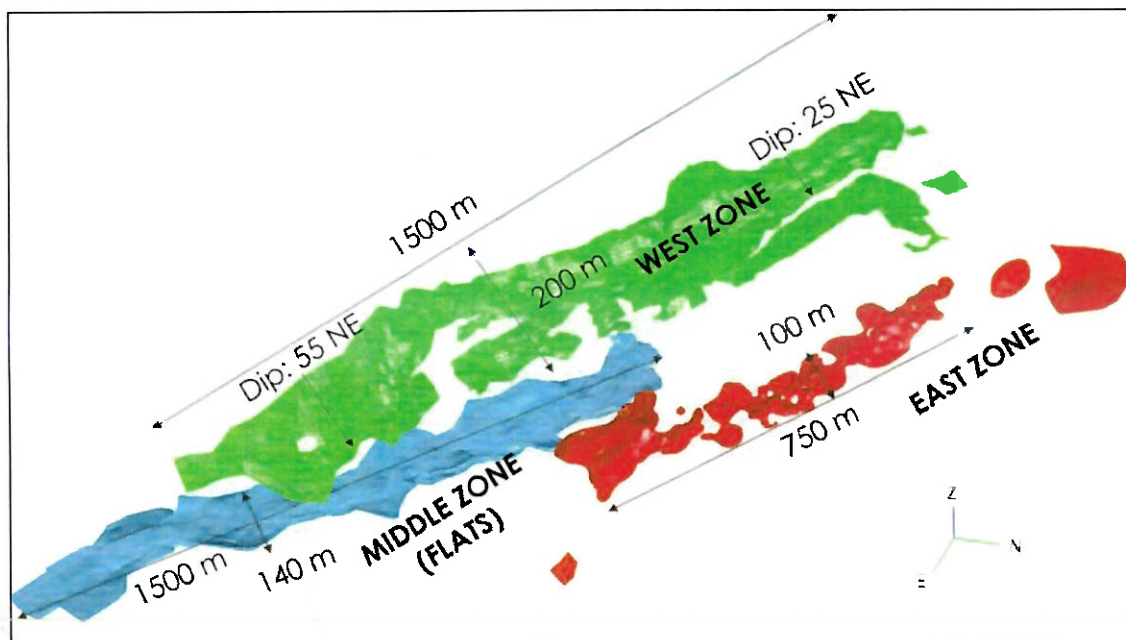 1500 m
Dip: 25 NE
WEST ZONE
200 m
Dip: 55 NE
100 m
EAST ZONE
750 m
MIDDLE ZONE
(FLATS)
1500 m
140 m
Z
N
E